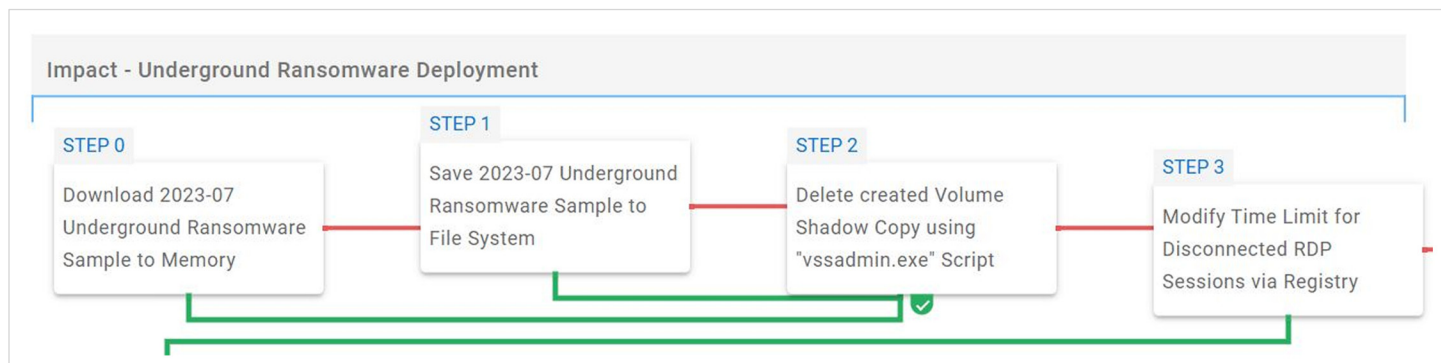 Impact - Underground Ransomware Deployment
STEP 0
Download 2023-07
Underground Ransomware
Sample to Memory
STEP 1
Save 2023-07 Underground
Ransomware Sample to
File System
STEP 2
Delete created Volume
Shadow Copy using
"vssadmin.exe" Script
STEP 3
Modify Time Limit for
Disconnected RDP
Sessions via Registry